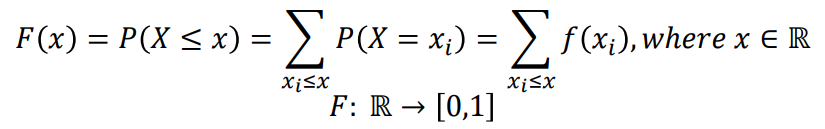 F(x) = P(X ≤ x) = ∑_{x_i≤x} P(X = x_i) = ∑_{x_i≤x} f(x_i), where x ∈ ℝ
F: ℝ → [0,1]